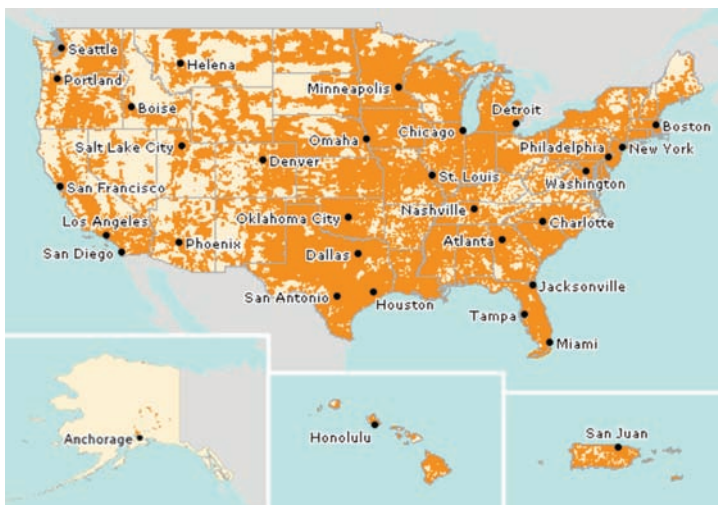 Seattle
Helena
Portland
Minneapolis
Boise
Detroit
Boston
Chicago
Omaha
Salt Lake City
New York
Philadelphia
Denver
St. Louis
Washington
San Francisco
Nashville
Los Angeles
Oklahoma City
Charlotte
Phoenix
Atlanta
San Diego
Dallas
Jacksonville
San Antonio
Houston
Tampa
Miami
Anchorage
Honolulu
San Juan